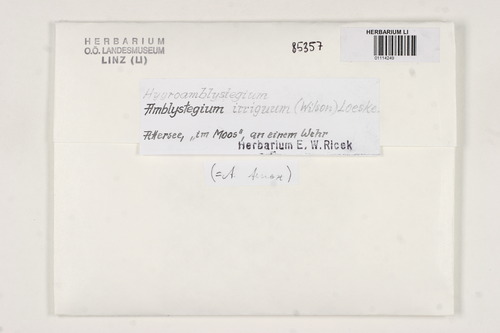 HERBARIUM
O.Ö. LANDESMUSEUM
LINZ (LI)
85357
HERBARIUM LI
Hygroamblystegium
Amblystegium irriguum (Wilson) Loeske.
Attersee, „im Moos", an einem Wehr
Herbarium E. W. Ricek
(= A. tenax)